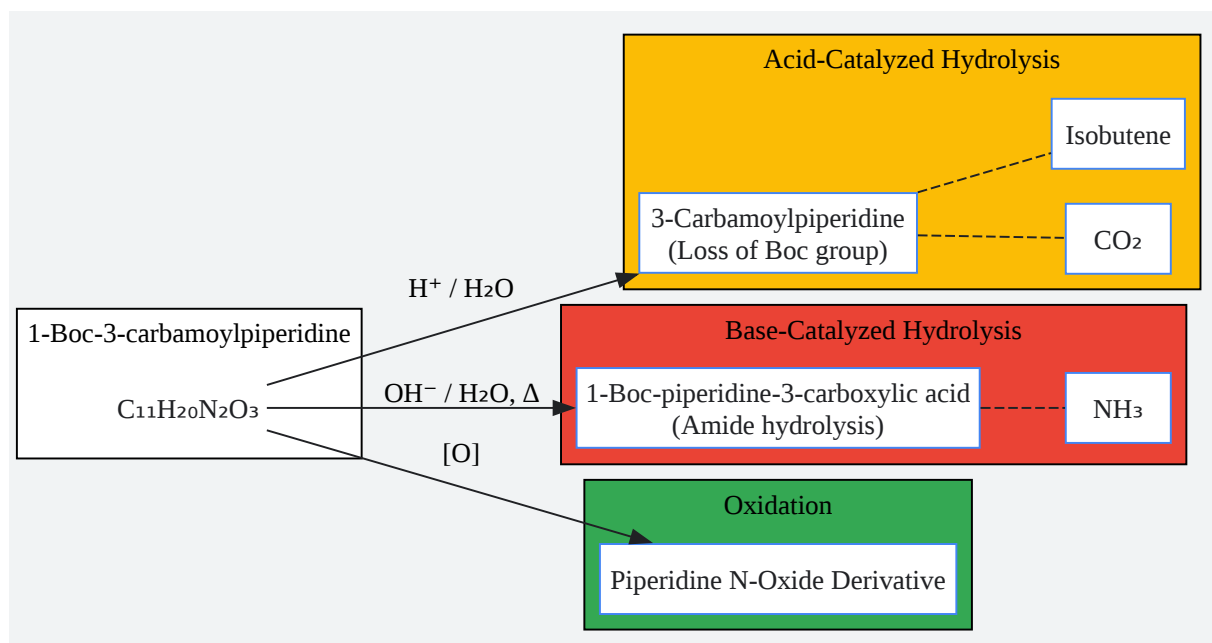 Acid-Catalyzed Hydrolysis
Isobutene
3-Carbamoylpiperidine
(Loss of Boc group)
CO₂
H⁺ / H₂O
1-Boc-3-carbamoylpiperidine
C₁₁H₂₀N₂O₃
Base-Catalyzed Hydrolysis
OH⁻ / H₂O, Δ
1-Boc-piperidine-3-carboxylic acid
(Amide hydrolysis)
NH₃
[O]
Oxidation
Piperidine N-Oxide Derivative